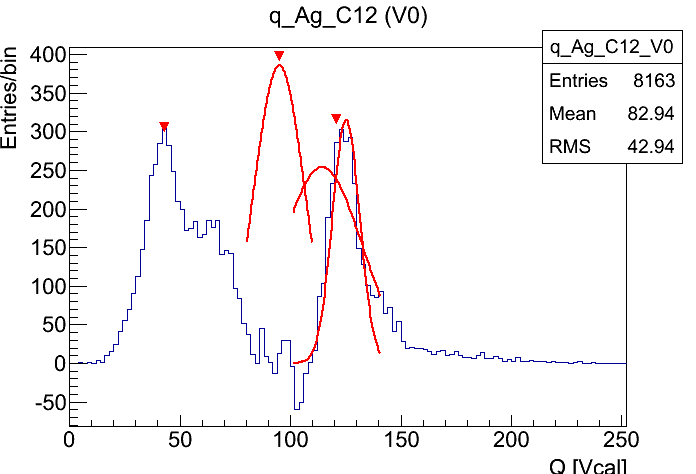 q_Ag_C12 (V0)
q_Ag_C12_V0
Entries 8163
Mean 82.94
RMS 42.94
Entries/bin
400
350
300
250
200
150
100
50
0
-50
0 50 100 150 200 250
Q [Vcal]